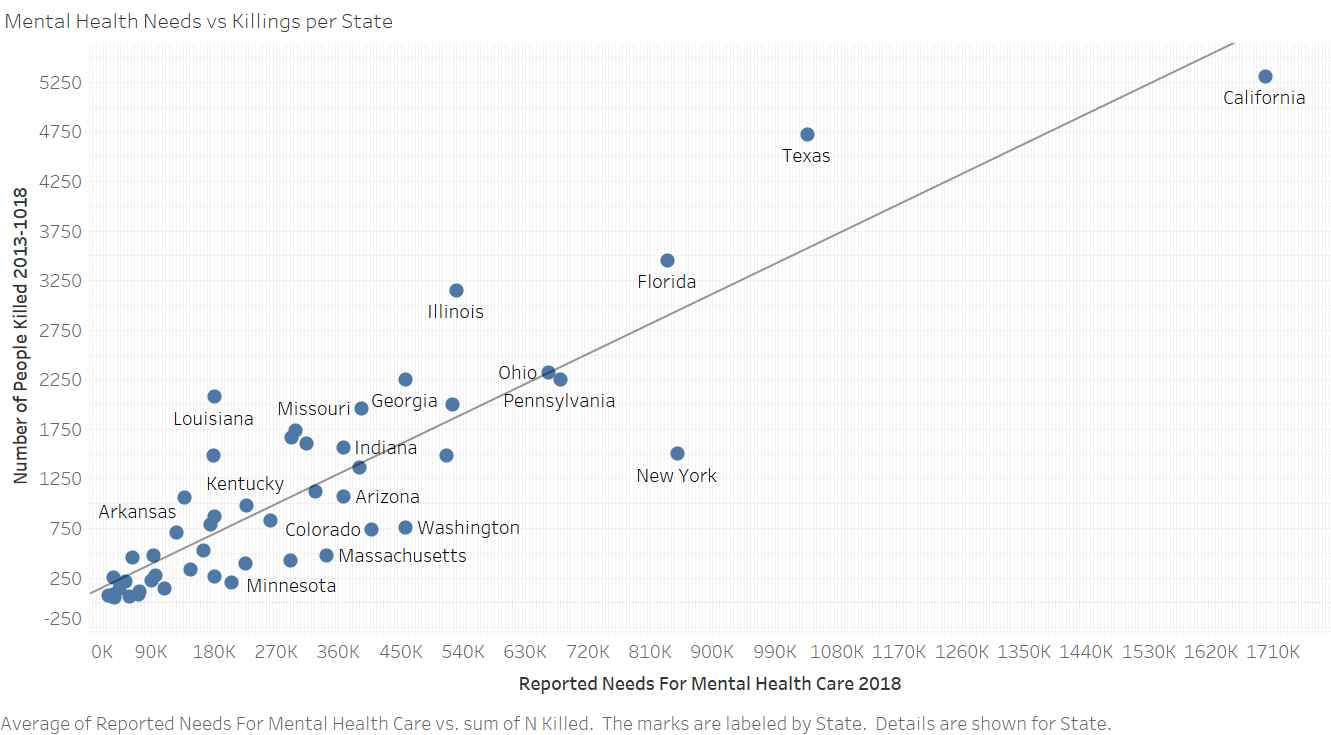 Mental Health Needs vs Killings per State
5250
4750
4250
3750
3250
2750
2250
1750
1250
750
250
-250
Number of People Killed 2013-1018
California
Texas
Florida
Illinois
Ohio
Pennsylvania
Georgia
Missouri
Louisiana
Indiana
New York
Kentucky
Arizona
Arkansas
Colorado
Washington
Massachusetts
Minnesota
0K 90K 180K 270K 360K 450K 540K 630K 720K 810K 900K 990K 1080K 1170K 1260K 1350K 1440K 1530K 1620K 1710K
Reported Needs For Mental Health Care 2018
Average of Reported Needs For Mental Health Care vs. sum of N Killed. The marks are labeled by State. Details are shown for State.